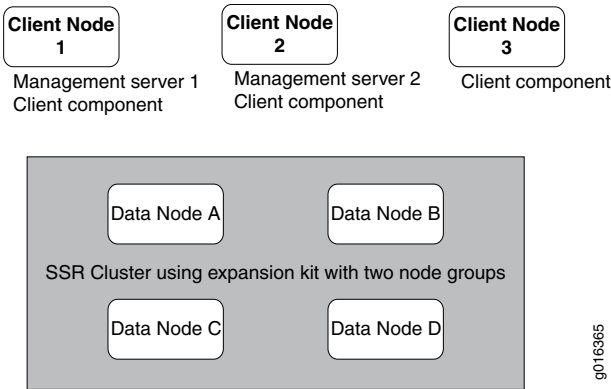 Client Node
1
Client Node
2
Client Node
3
Management server 1
Client component
Management server 2
Client component
Client component
Data Node A
Data Node B
SSR Cluster using expansion kit with two node groups
Data Node C
Data Node D
g016365